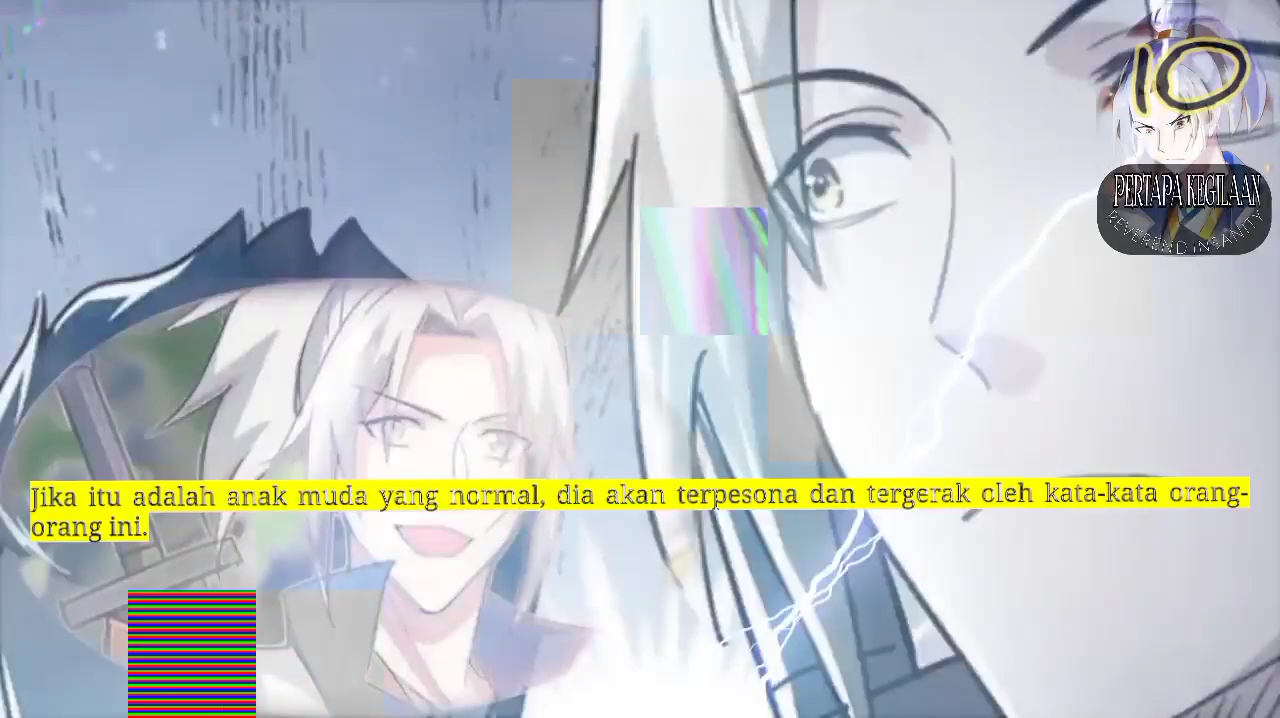 10
PERTAPA KEGILAAN
REVEREND INSANITY
Jika itu adalah anak muda yang normal, dia akan terpesona dan tergerak oleh kata-kata orang-
orang ini.